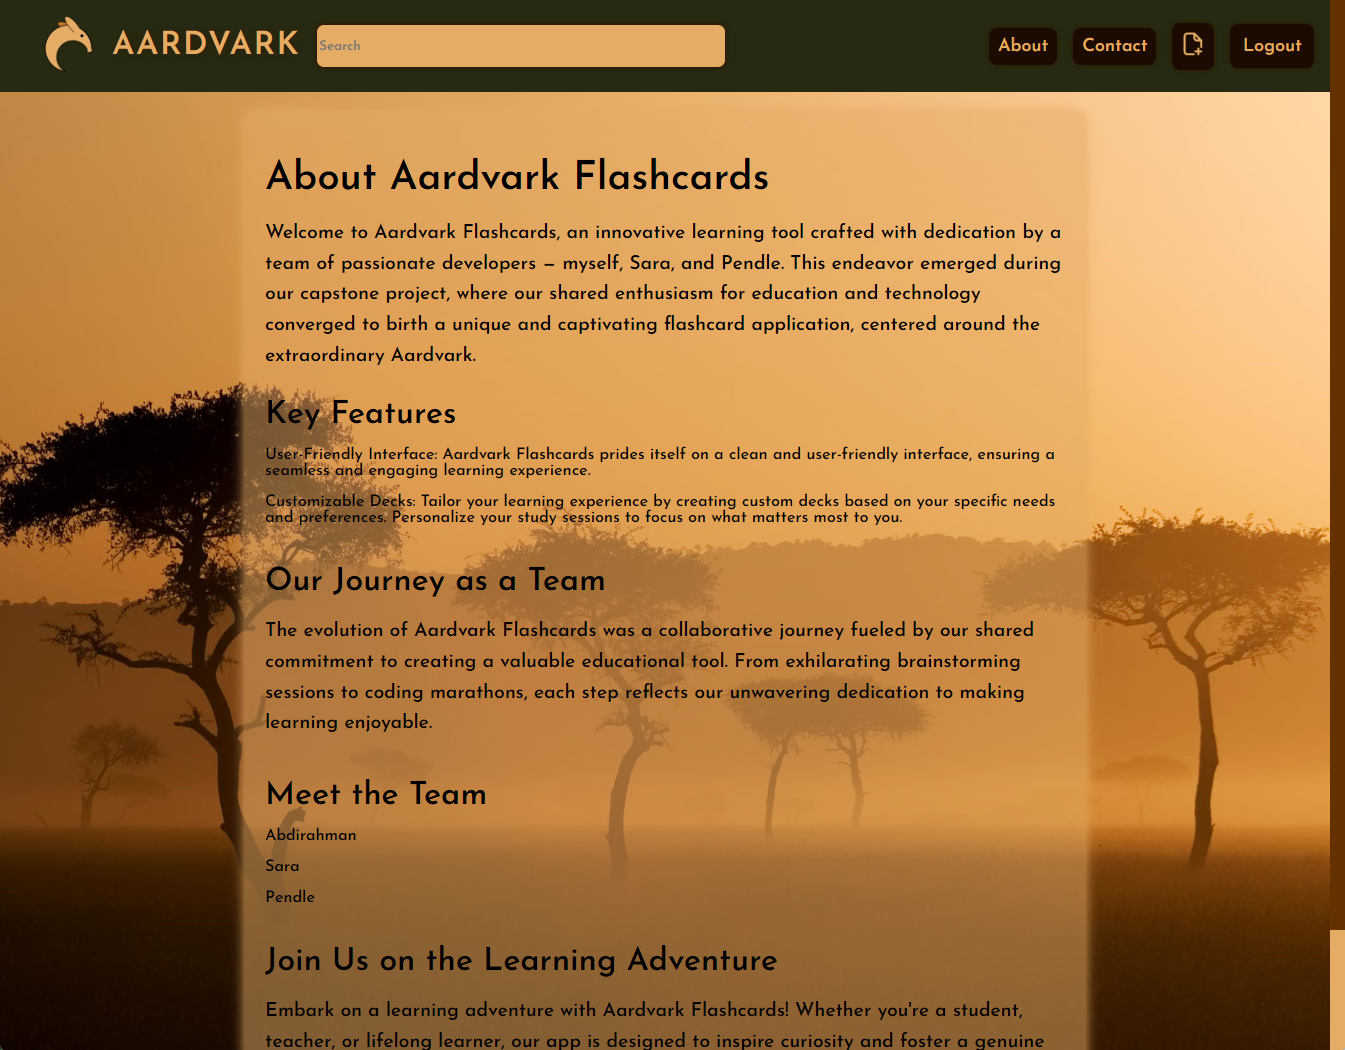 AARDVARK
Search
About
Contact
Logout
About Aardvark Flashcards
Welcome to Aardvark Flashcards, an innovative learning tool crafted with dedication by a
team of passionate developers – myself, Sara, and Pendle. This endeavor emerged during
our capstone project, where our shared enthusiasm for education and technology
converged to birth a unique and captivating flashcard application, centered around the
extraordinary Aardvark.
Key Features
User-Friendly Interface: Aardvark Flashcards prides itself on a clean and user-friendly interface, ensuring a
seamless and engaging learning experience.
Customizable Decks: Tailor your learning experience by creating custom decks based on your specific needs
and preferences. Personalize your study sessions to focus on what matters most to you.
Our Journey as a Team
The evolution of Aardvark Flashcards was a collaborative journey fueled by our shared
commitment to creating a valuable educational tool. From exhilarating brainstorming
sessions to coding marathons, each step reflects our unwavering dedication to making
learning enjoyable.
Meet the Team
Abdirahman
Sara
Pendle
Join Us on the Learning Adventure
Embark on a learning adventure with Aardvark Flashcards! Whether you're a student,
teacher, or lifelong learner, our app is designed to inspire curiosity and foster a genuine